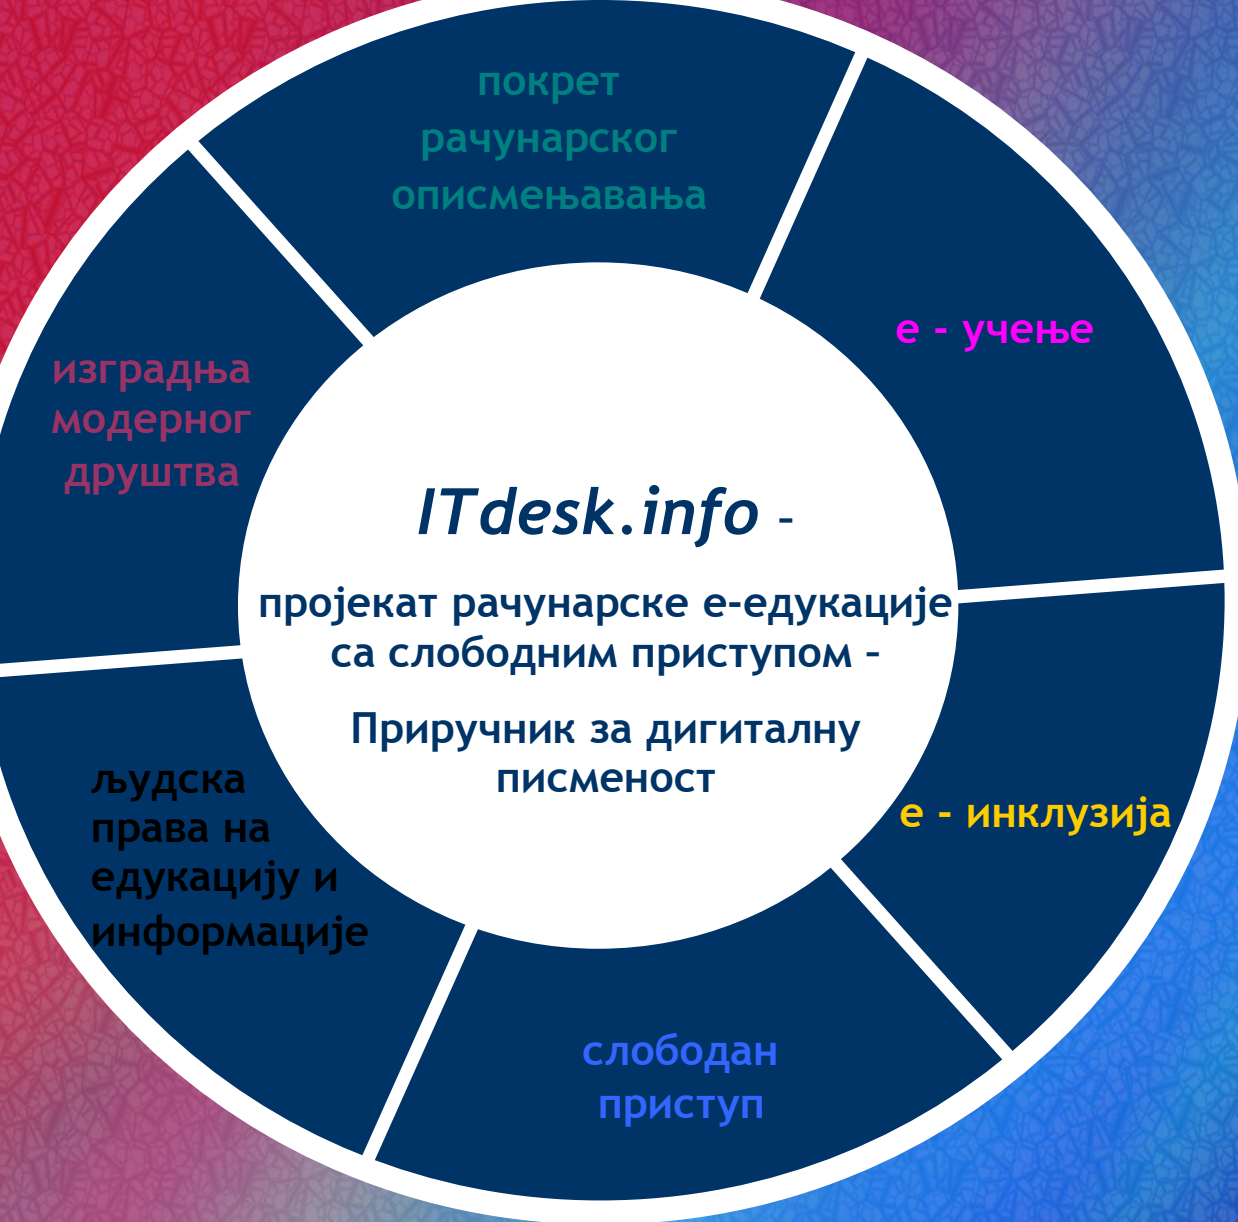 покрет
рачунарског
описмењавања
е - учење
изградња
модерног
друштва
ITdesk.info –
пројекат рачунарске е-едукације
са слободним приступом –
Приручник за дигиталну
писменост
људска
права на
едукацију и
информације
е - инклузија
слободан
приступ